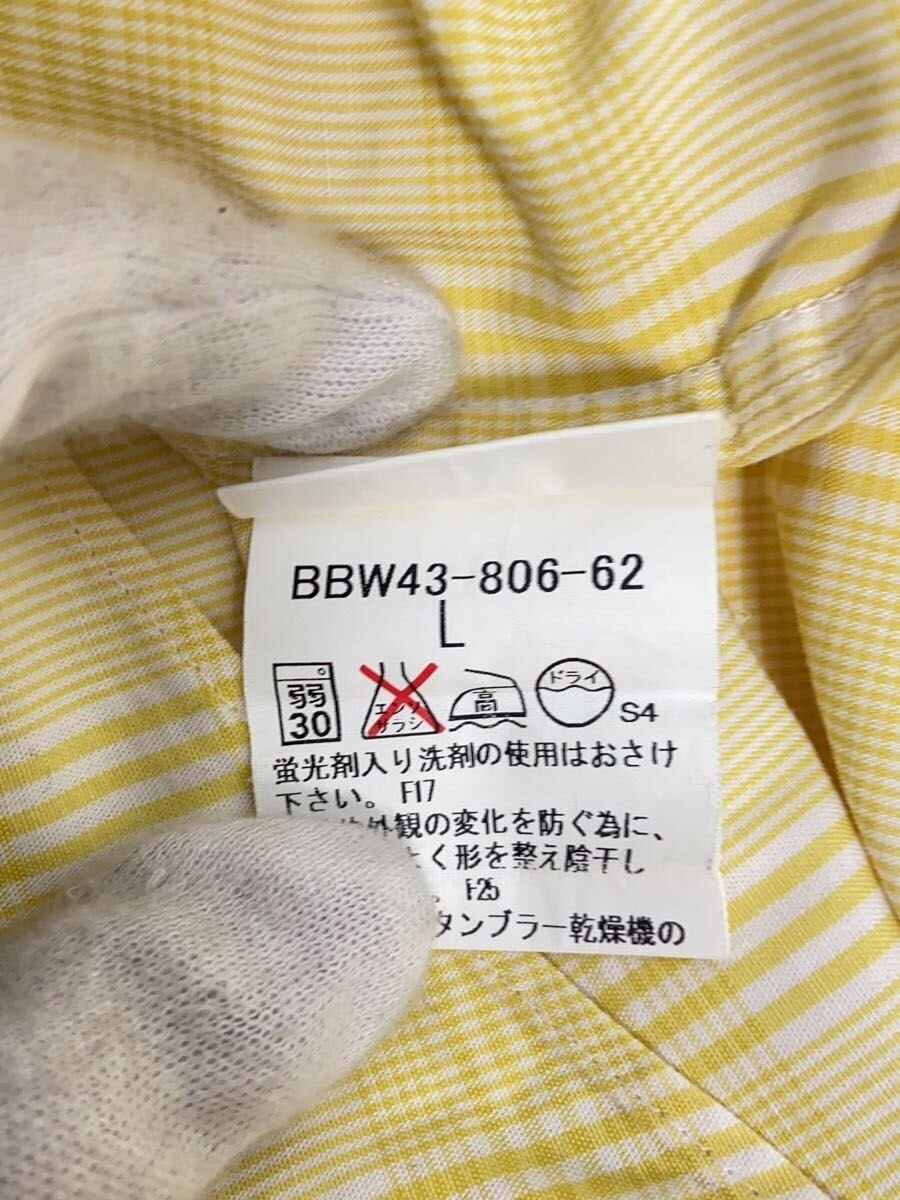 BBW43-806-62
L
弱
30
エンソ
サラシ
高
ドライ
S4
蛍光剤入り洗剤の使用はおさけ
下さい。 F17
外観の変化を防ぐ為に、
よく形を整え陰干し
。 F25
タンブラー乾燥機の